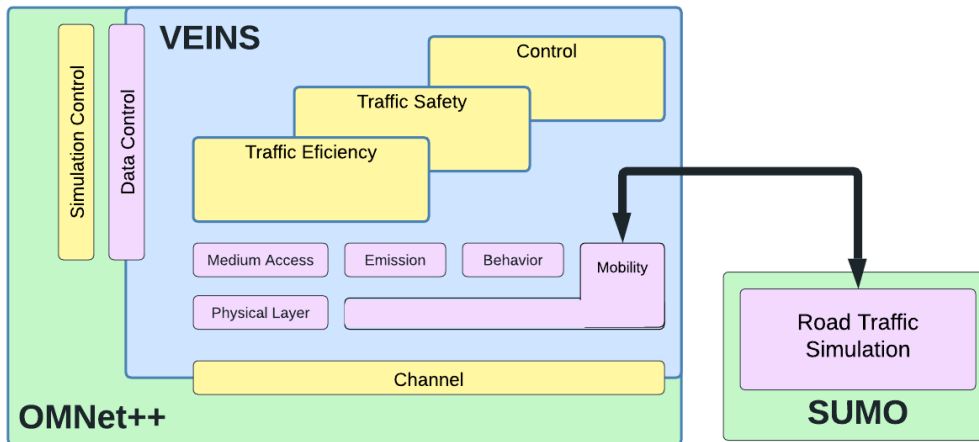 VEINS
Simulation Control
Data Control
Control
Traffic Safety
Traffic Eficiency
Medium Access
Emission
Behavior
Mobility
Physical Layer
Channel
OMNet++
Road Traffic
Simulation
SUMO